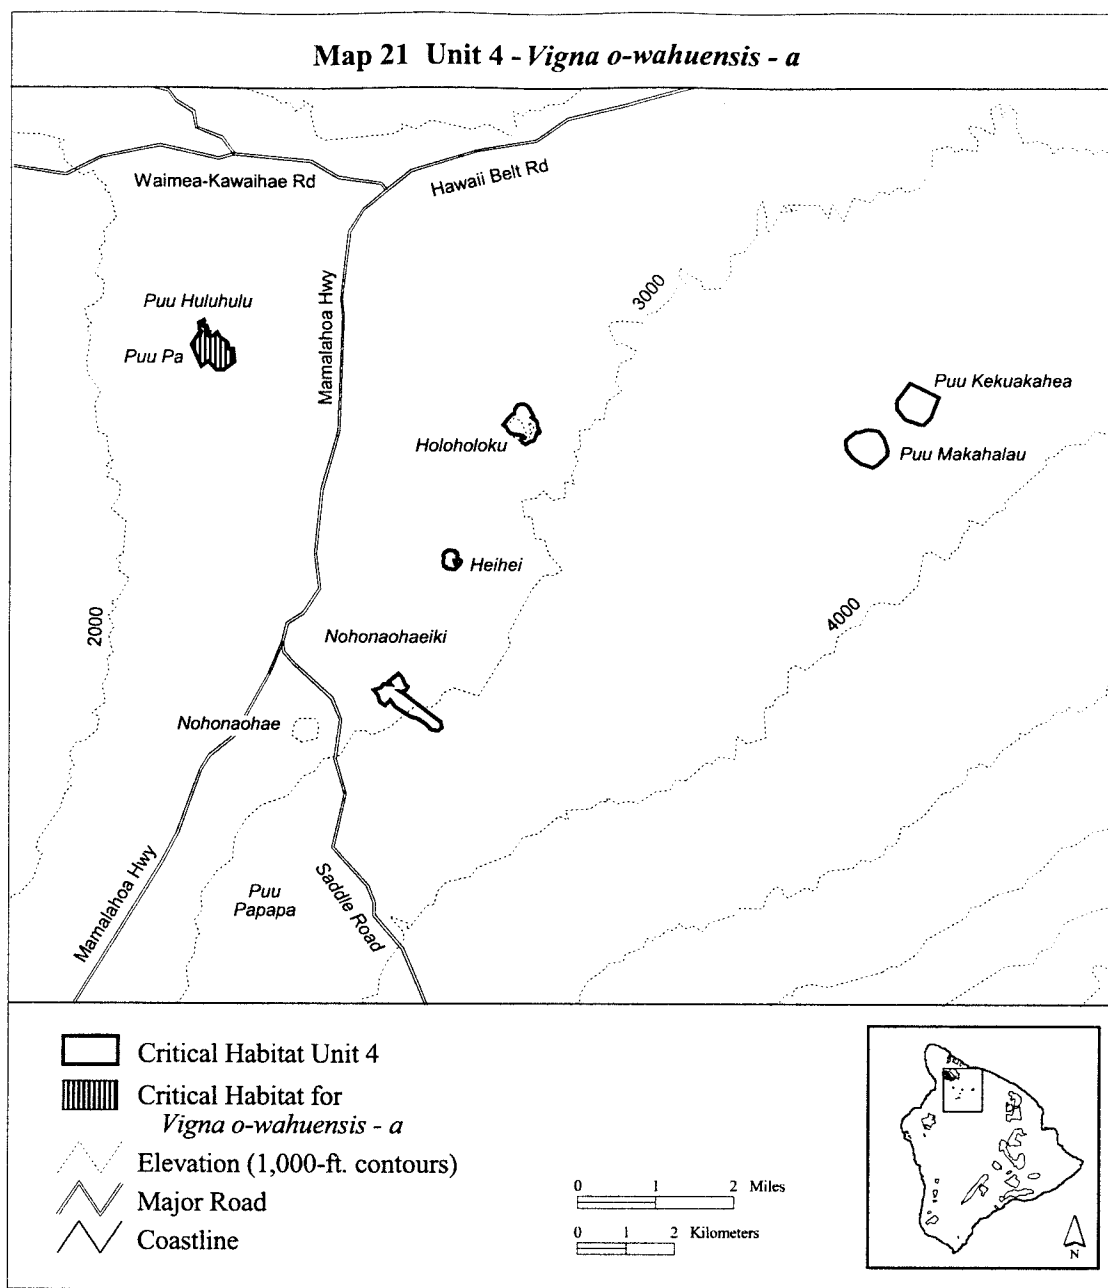 Map 21 Unit 4 - Vigna o-wahuensis - a
Waimea-Kawaihae Rd
Hawaii Belt Rd
Mamalahoa Hwy
3000
Puu Huluhulu
Puu Pa
Puu Kekuakahea
Holoholoku
Puu Makahalau
Heihei
2000
4000
Nohonaohaeiki
Nohonaohae
Mamalahoa Hwy
Saddle Road
Puu
Papapa
Critical Habitat Unit 4
Critical Habitat for
Vigna o-wahuensis - a
Elevation (1,000-ft. contours)
Major Road
Coastline
0 1 2 Miles
0 1 2 Kilometers
N